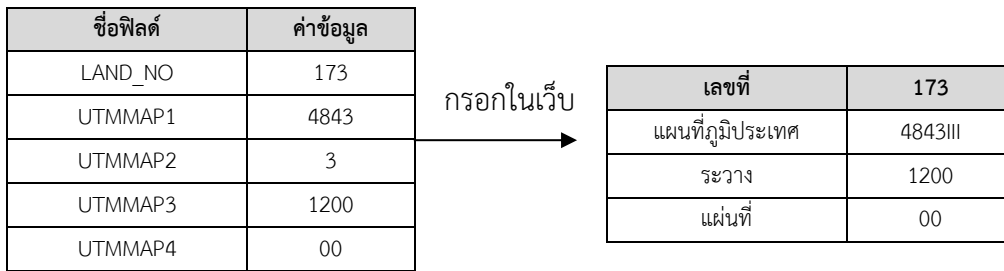 ชื่อฟิลด์ ค่าข้อมูล
LAND_NO 173
UTMMAP1 4843
UTMMAP2 3
UTMMAP3 1200
UTMMAP4 00
กรอกในเว็บ
เลขที่ 173
แผนที่ภูมิประเทศ 4843III
ระวาง 1200
แผ่นที่ 00